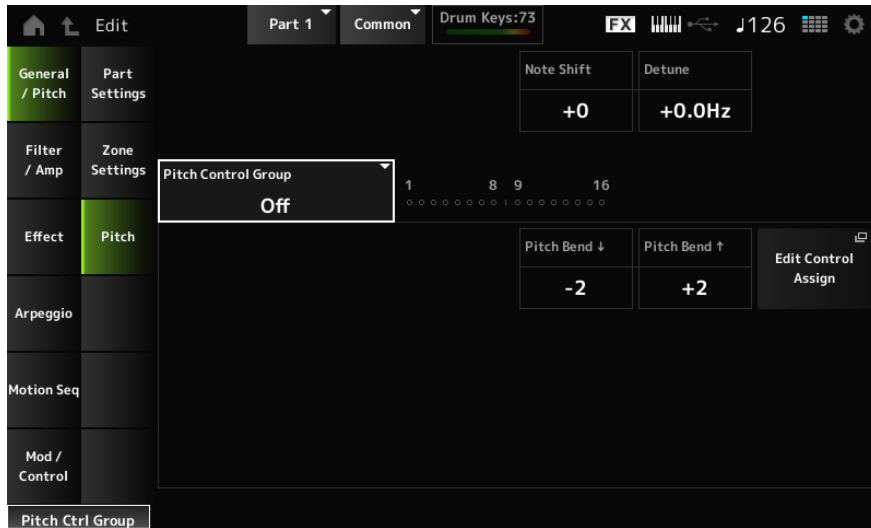 Edit
Part 1
Common
Drum Keys:73
FX
♩126
General
/ Pitch
Part
Settings
Note Shift
Detune
+0
+0.0Hz
Filter
/ Amp
Zone
Settings
Pitch Control Group
Off
1 8 9 16
Effect
Pitch
Pitch Bend ↓
Pitch Bend ↑
Edit Control
Assign
-2
+2
Arpeggio
Motion Seq
Mod /
Control
Pitch Ctrl Group